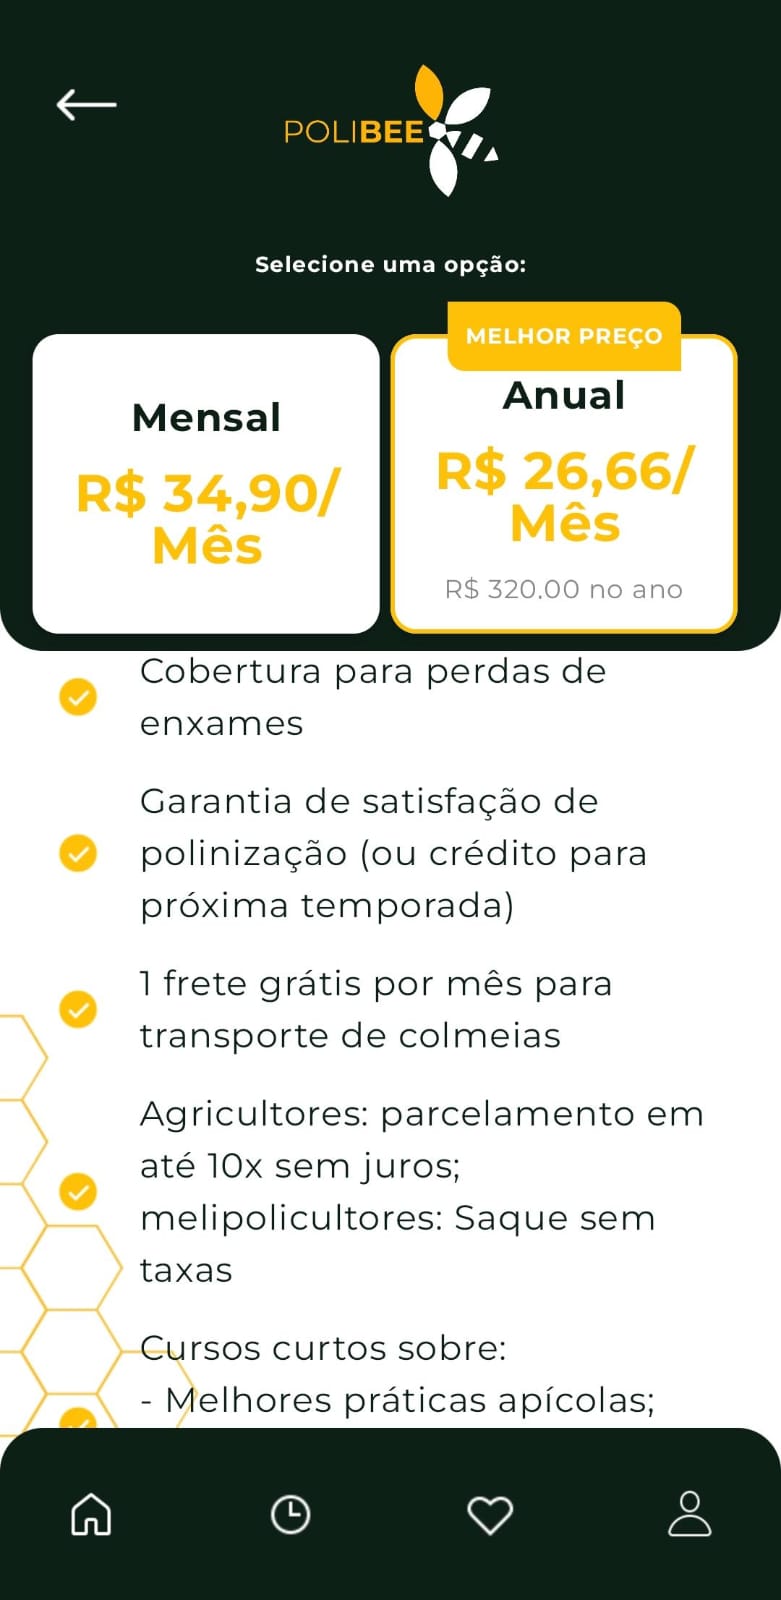 POLIBEE
Selecione uma opção:
Mensal
R$ 34,90/
Mês
MELHOR PREÇO
Anual
R$ 26,66/
Mês
R$ 320.00 no ano
Cobertura para perdas de
enxames
Garantia de satisfação de
polinização (ou crédito para
próxima temporada)
1 frete grátis por mês para
transporte de colmeias
Agricultores: parcelamento em
até 10x sem juros;
melipolicultores: Saque sem
taxas
Cursos curtos sobre:
- Melhores práticas apícolas;